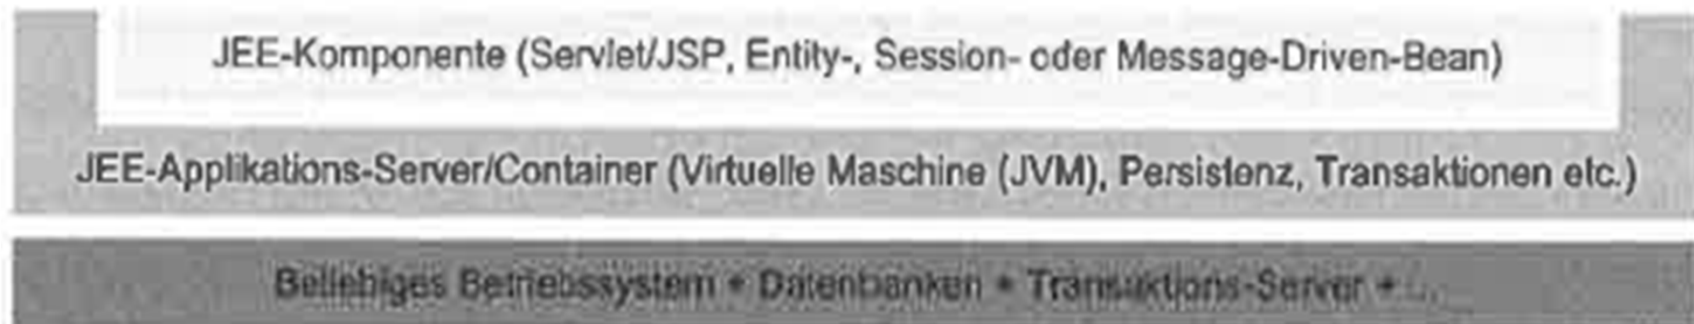 JEE-Komponente (Servlet/JSP, Entity-, Session- oder Message-Driven-Bean)
JEE-Applikations-Server/Container (Virtuelle Maschine (JVM), Persistenz, Transaktionen etc.)
Beliebiges Betriebssystem + Datenbanken + Transaktions-Server + ...